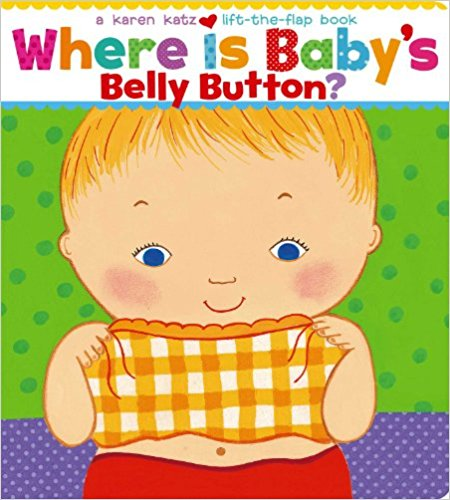 a karen katz lift-the-flap book
Where is Baby's
Belly Button?